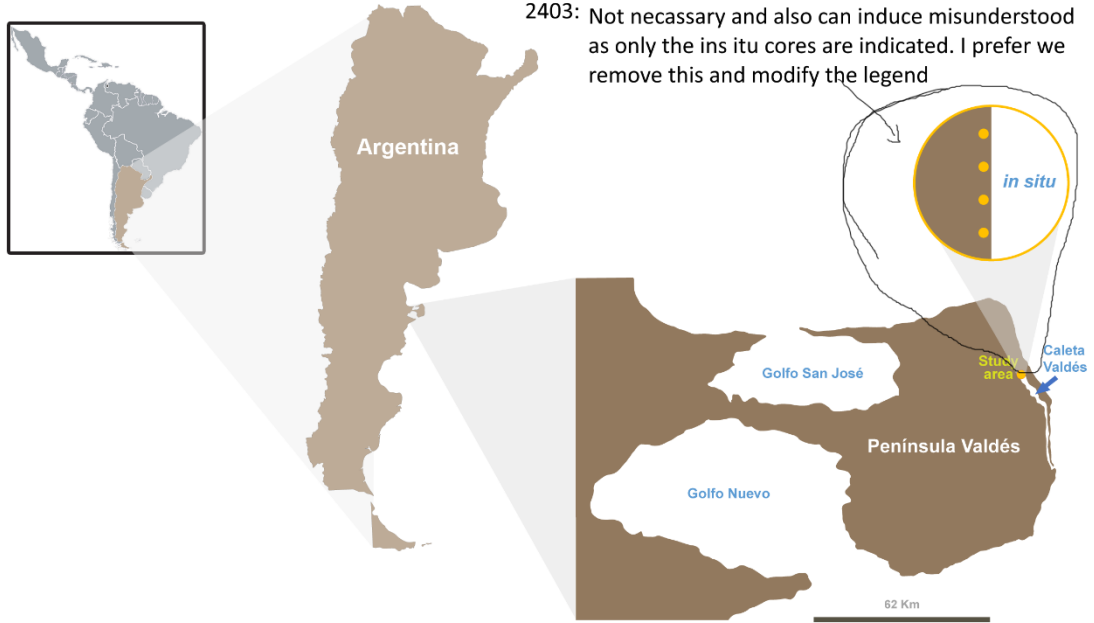 2403: Not necassary and also can induce misunderstood
as only the ins itu cores are indicated. I prefer we
remove this and modify the legend
Argentina
in situ
Study
area
Caleta
Valdés
Golfo San José
Península Valdés
Golfo Nuevo
62 Km